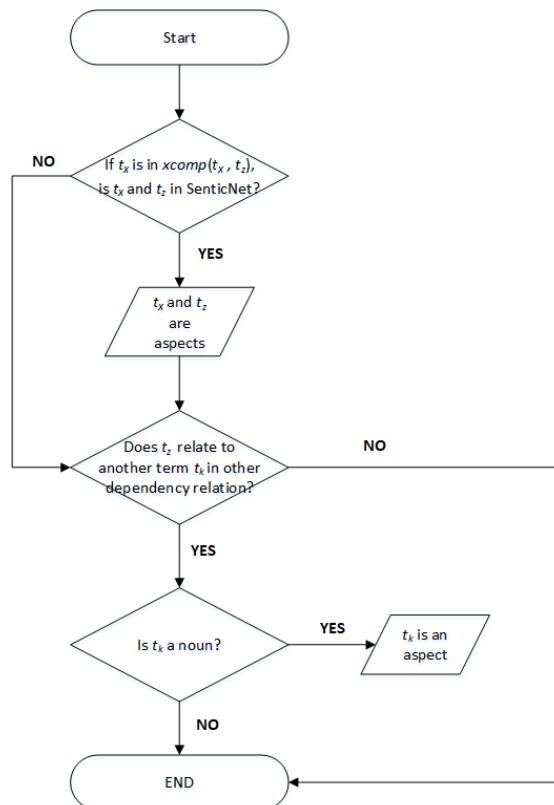 Start
NO
If tx is in xcomp(tx , tz),
is tx and tz in SenticNet?
YES
tx and tz
are
aspects
Does tz relate to
another term tk in other
dependency relation?
NO
YES
Is tk a noun?
YES
tk is an
aspect
NO
END